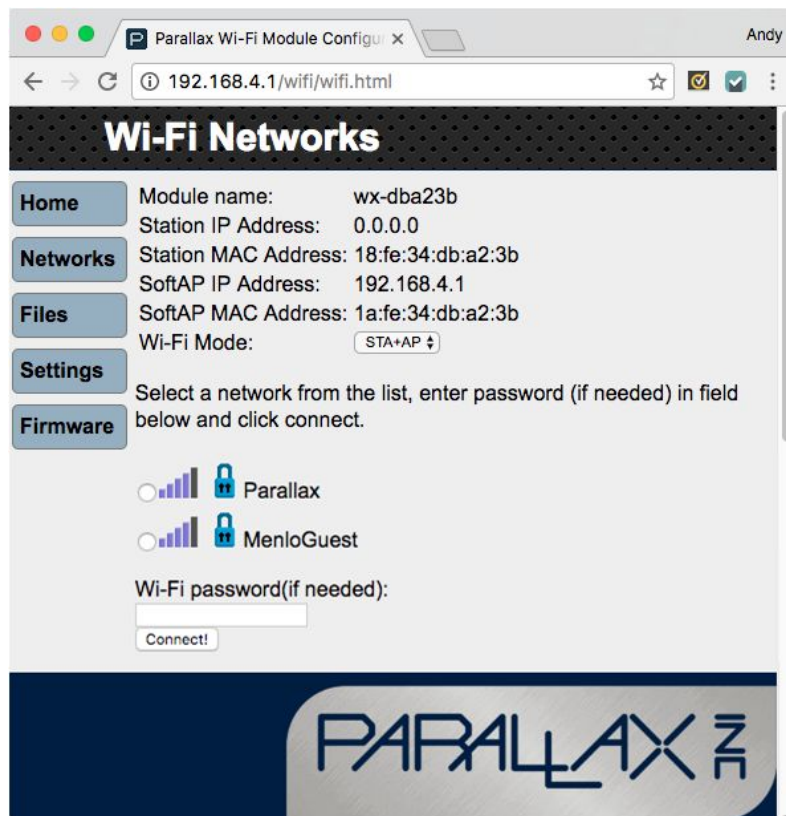 Parallax Wi-Fi Module Configu
Andy
192.168.4.1/wifi/wifi.html
Wi-Fi Networks
Home
Networks
Files
Settings
Firmware
Module name: wx-dba23b
Station IP Address: 0.0.0.0
Station MAC Address: 18:fe:34:db:a2:3b
SoftAP IP Address: 192.168.4.1
SoftAP MAC Address: 1a:fe:34:db:a2:3b
Wi-Fi Mode: STA+AP
Select a network from the list, enter password (if needed) in field
below and click connect.
Parallax
MenloGuest
Wi-Fi password(if needed):
Connect!
PARALLAX INC